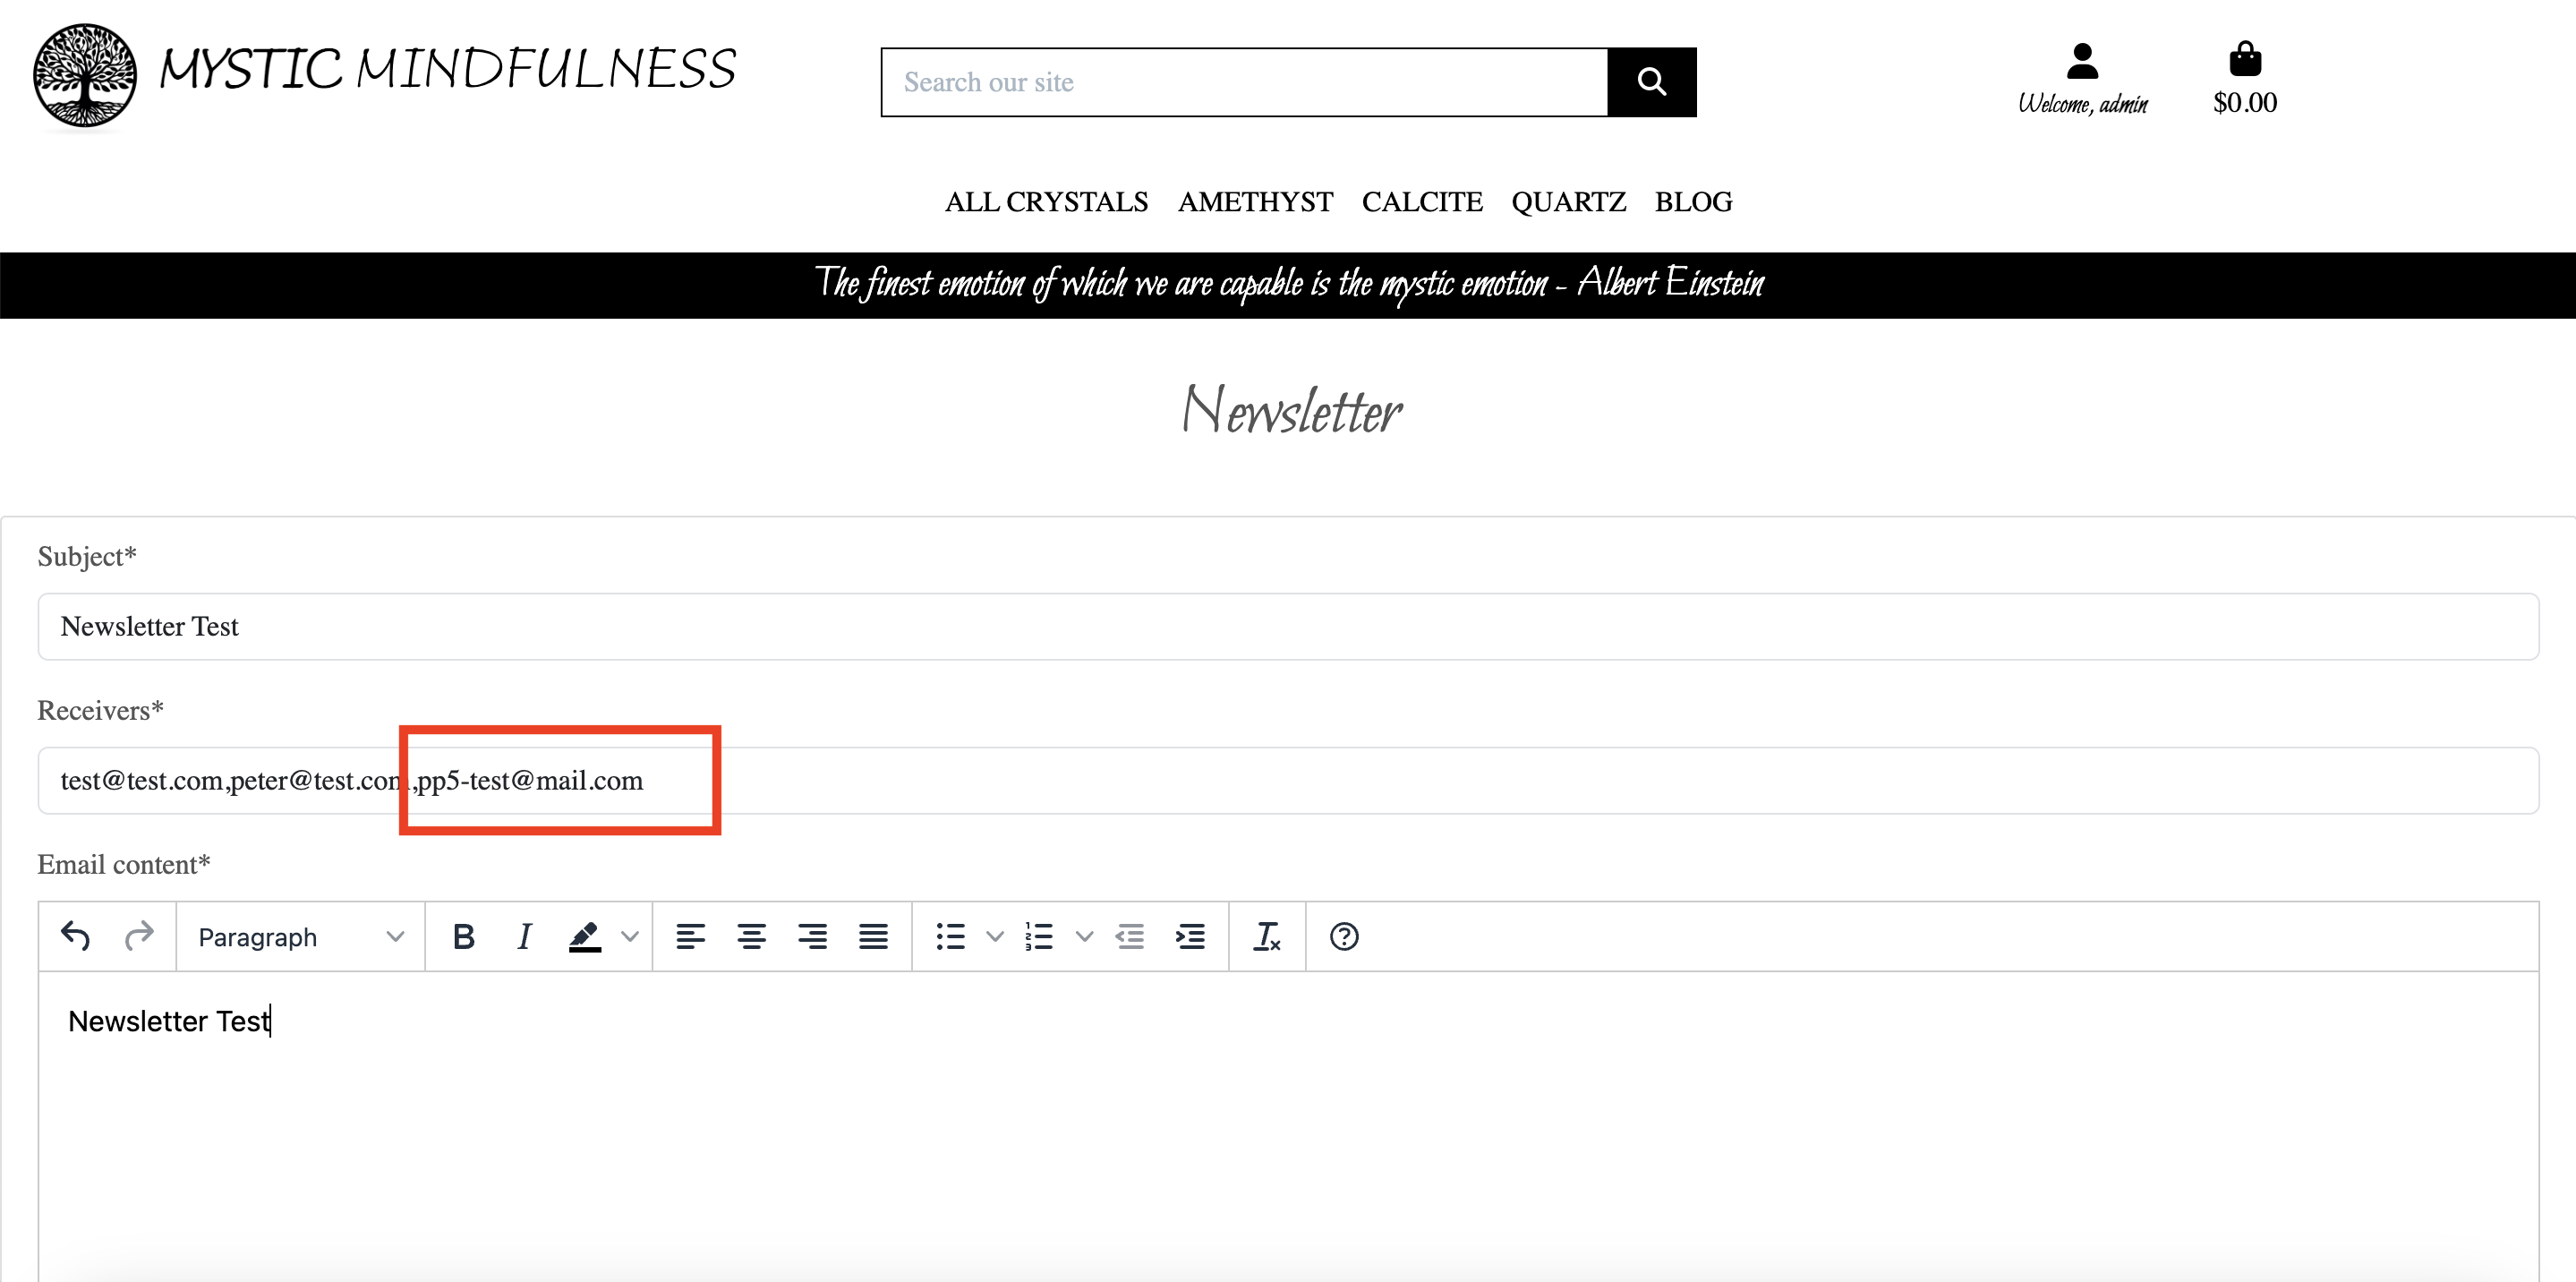 MYSTIC MINDFULNESS
Search our site
Welcome, admin
$0.00
ALL CRYSTALS AMETHYST CALCITE QUARTZ BLOG
The finest emotion of which we are capable is the mystic emotion - Albert Einstein
Newsletter
Subject*
Newsletter Test
Receivers*
test@test.com,peter@test.com,pp5-test@mail.com
Email content*
Paragraph B I
Newsletter Test